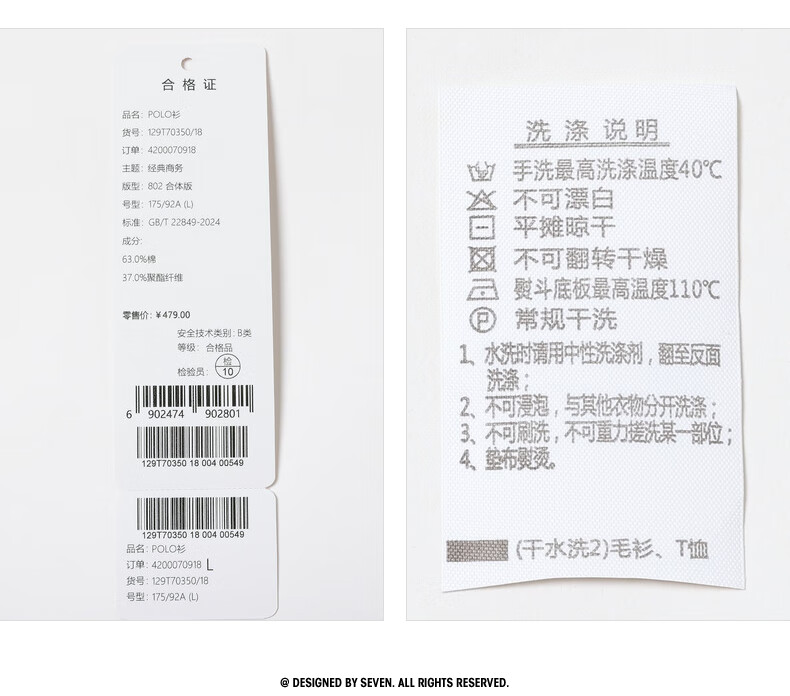 合格证
品名: POLO衫
货号: 129T70350/18
订单: 4200070918
主题: 经典商务
版型: 802 合体版
号型: 175/92A (L)
标准: GB/T 22849-2024
成分:
63.0%棉
37.0%聚酯纤维
零售价: ¥479.00
安全技术类别: B类
等级: 合格品
检验员: 检 10
6 902474 902801
129T70350 18 004 00549
129T70350 18 004 00549
品名: POLO衫
订单: 4200070918 L
货号: 129T70350/18
号型: 175/92A (L)
洗涤说明
手洗最高洗涤温度40℃
不可漂白
平摊晾干
不可翻转干燥
熨斗底板最高温度110℃
P 常规干洗
1、水洗时请用中性洗涤剂，翻至反面
洗涤；
2、不可浸泡，与其他衣物分开洗涤；
3、不可刷洗，不可重力搓洗某一部位；
4、垫布熨烫。
(干水洗2)毛衫、T恤
@ DESIGNED BY SEVEN. ALL RIGHTS RESERVED.